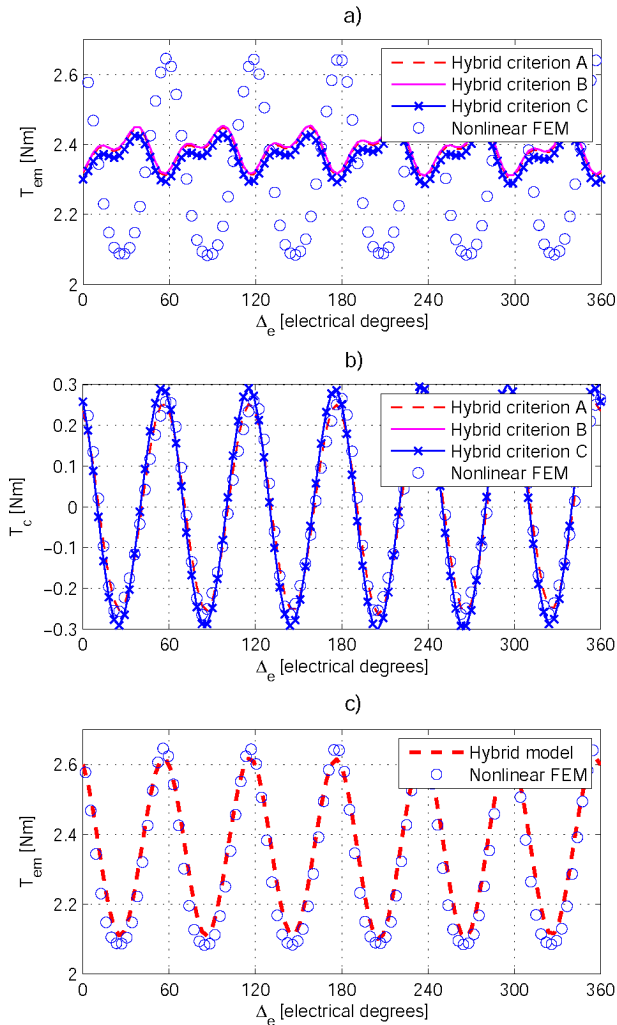 a)
2.6
2.4
2.2
2
T_em [Nm]
Hybrid criterion A
Hybrid criterion B
Hybrid criterion C
Nonlinear FEM
0 60 120 180 240 300 360
Δ_e [electrical degrees]
b)
0.3
0.2
0.1
0
−0.1
−0.2
−0.3
T_c [Nm]
Hybrid criterion A
Hybrid criterion B
Hybrid criterion C
Nonlinear FEM
0 60 120 180 240 300 360
Δ_e [electrical degrees]
c)
2.6
2.4
2.2
2
T_em [Nm]
Hybrid model
Nonlinear FEM
0 60 120 180 240 300 360
Δ_e [electrical degrees]